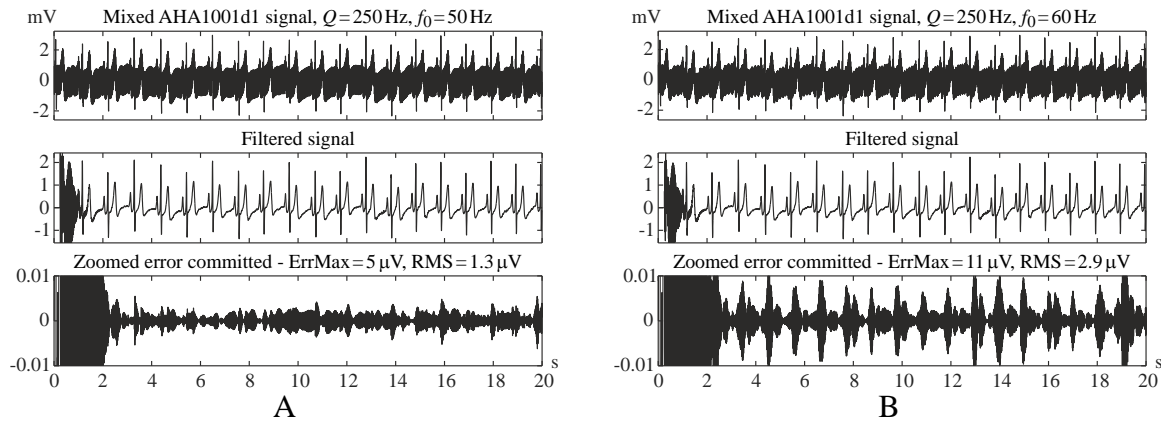 mV Mixed AHA1001d1 signal, Q = 250 Hz, f₀ = 50 Hz
2
0
-2
Filtered signal
2
1
0
-1
Zoomed error committed - ErrMax = 5 μV, RMS = 1.3 μV
0.01
0
-0.01
0 2 4 6 8 10 12 14 16 18 20 s
A
mV Mixed AHA1001d1 signal, Q = 250 Hz, f₀ = 60 Hz
2
0
-2
Filtered signal
2
1
0
-1
Zoomed error committed - ErrMax = 11 μV, RMS = 2.9 μV
0.01
0
-0.01
0 2 4 6 8 10 12 14 16 18 20 s
B